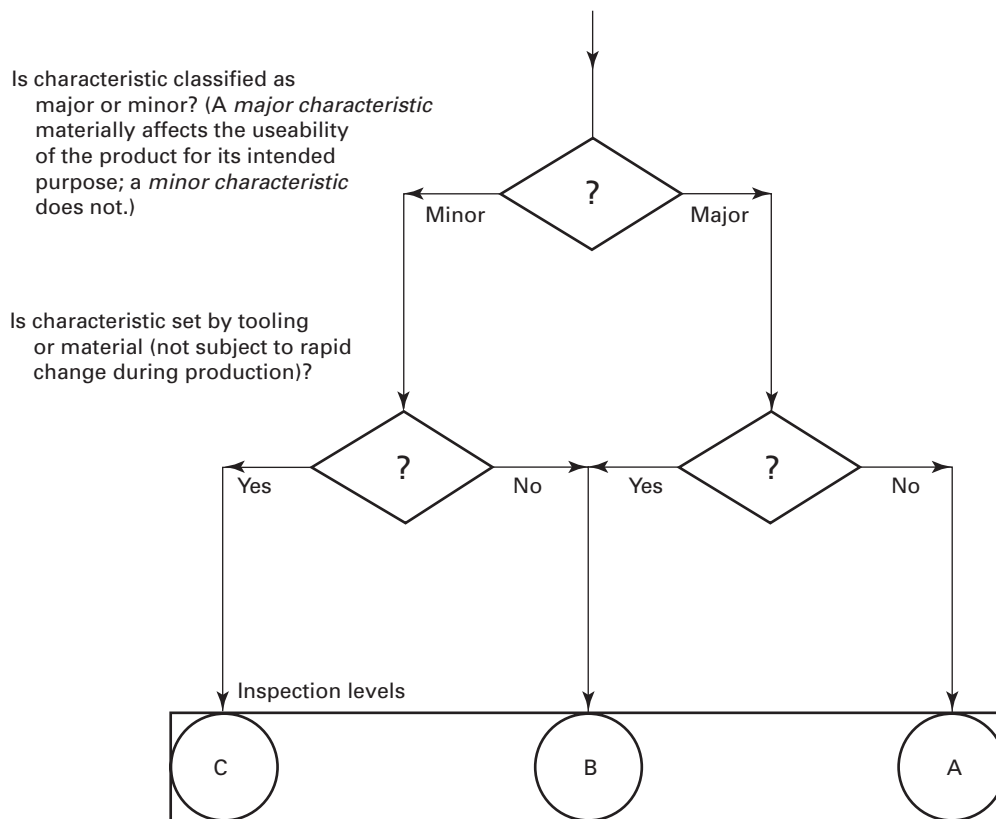 Is characteristic classified as
major or minor? (A major characteristic
materially affects the useability
of the product for its intended
purpose; a minor characteristic
does not.)
?
Minor
Major
Is characteristic set by tooling
or material (not subject to rapid
change during production)?
?
?
Yes
No
Yes
No
Inspection levels
C
B
A